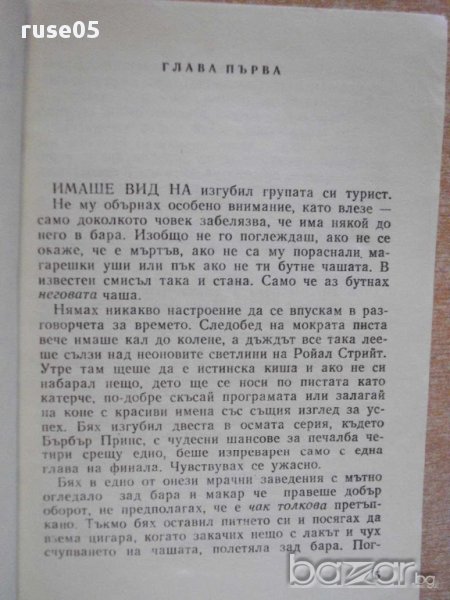 ruse05
ГЛАВА ПЪРВА
ИМАШЕ ВИД НА изгубил групата си турист.
Не му обърнах особено внимание, като влезе —
само доколкото човек забелязва, че има някой до
него в бара. Изобщо не го поглеждаш, ако не се
окаже, че е мъртъв, ако не са му пораснали ма-
гарешки уши или пък ако не ти бутне чашата. В
известен смисъл така и стана. Само че аз бутнах
неговата чаша.
Нямах никакво настроение да се впускам в раз-
говорчета за времето. Следобед на мократа писта
вече имаше кал до колене, а дъждът все така лее-
ше сълзи над неоновите светлини на Ройал Стрийт.
Утре там щеше да е истинска киша и ако не си
набарал нещо, дето ще се носи по пистата като
катерче, по-добре скъсай програмата или залагай
на коне с красиви имена със същия изглед за ус-
пех. Бях изгубил двеста в осмата серия, където
Бърбър Принс, с чудесни шансове за печалба че-
тири срещу едно, беше изпреварен само с една
глава на финала. Чувствувах се ужасно.
Бях в едно от онези мрачни заведения с мътно
огледало зад бара и макар че правеше добър
оборот, не предполагах, че е чак толкова претъп-
кано. Тъкмо бях оставил питието си и посягах да
взема цигара, когато закачих нещо с лакът и чух
счупването на чашата, полетяла зад бара. Пог-
bazar.bg